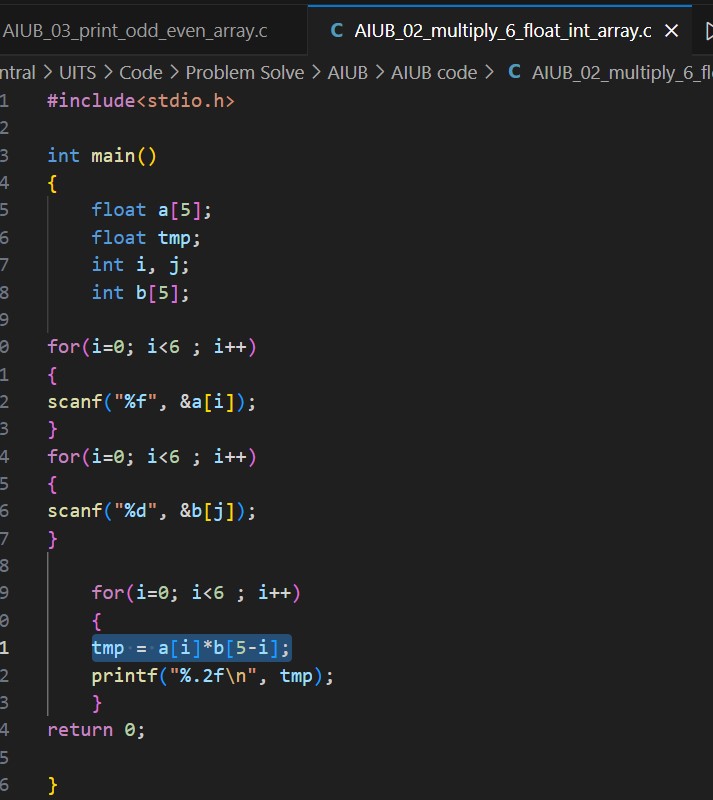 AIUB_03_print_odd_even_array.c
C AIUB_02_multiply_6_float_int_array.c
ntral > UITS > Code > Problem Solve > AIUB > AIUB code > C AIUB_02_multiply_6_fl
1 #include<stdio.h>
2
3 int main()
4 {
5 float a[5];
6 float tmp;
7 int i, j;
8 int b[5];
9
0 for(i=0; i<6 ; i++)
1 {
2 scanf("%f", &a[i]);
3 }
4 for(i=0; i<6 ; i++)
5 {
6 scanf("%d", &b[j]);
7 }
8
9 for(i=0; i<6 ; i++)
0 {
1 tmp = a[i]*b[5-i];
2 printf("%.2f\n", tmp);
3 }
4 return 0;
5
6 }